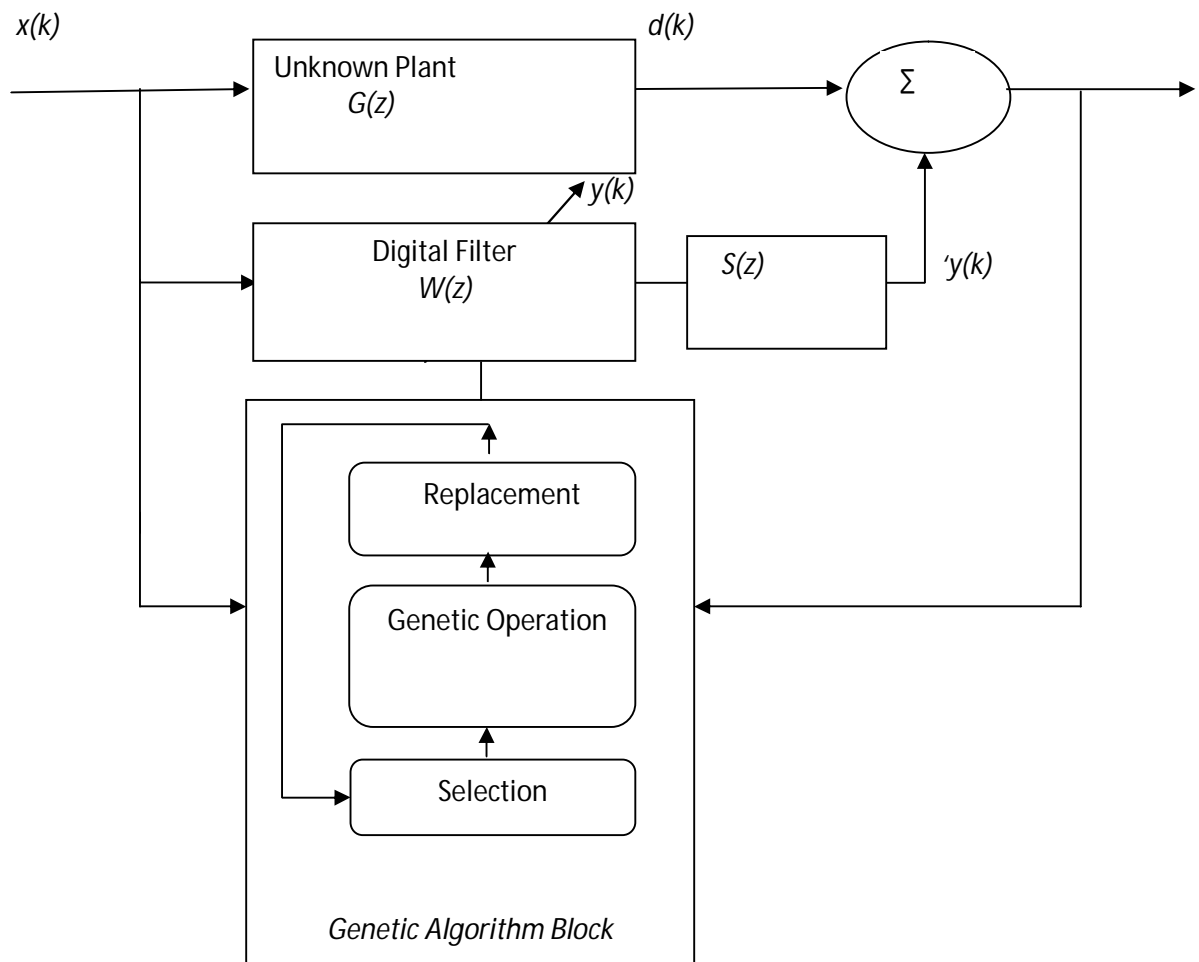 x(k)
d(k)
Unknown Plant
G(z)
Σ
y(k)
Digital Filter
W(z)
S(z)
‘y(k)
Replacement
Genetic Operation
Selection
Genetic Algorithm Block